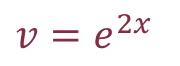 v = e^{2x}